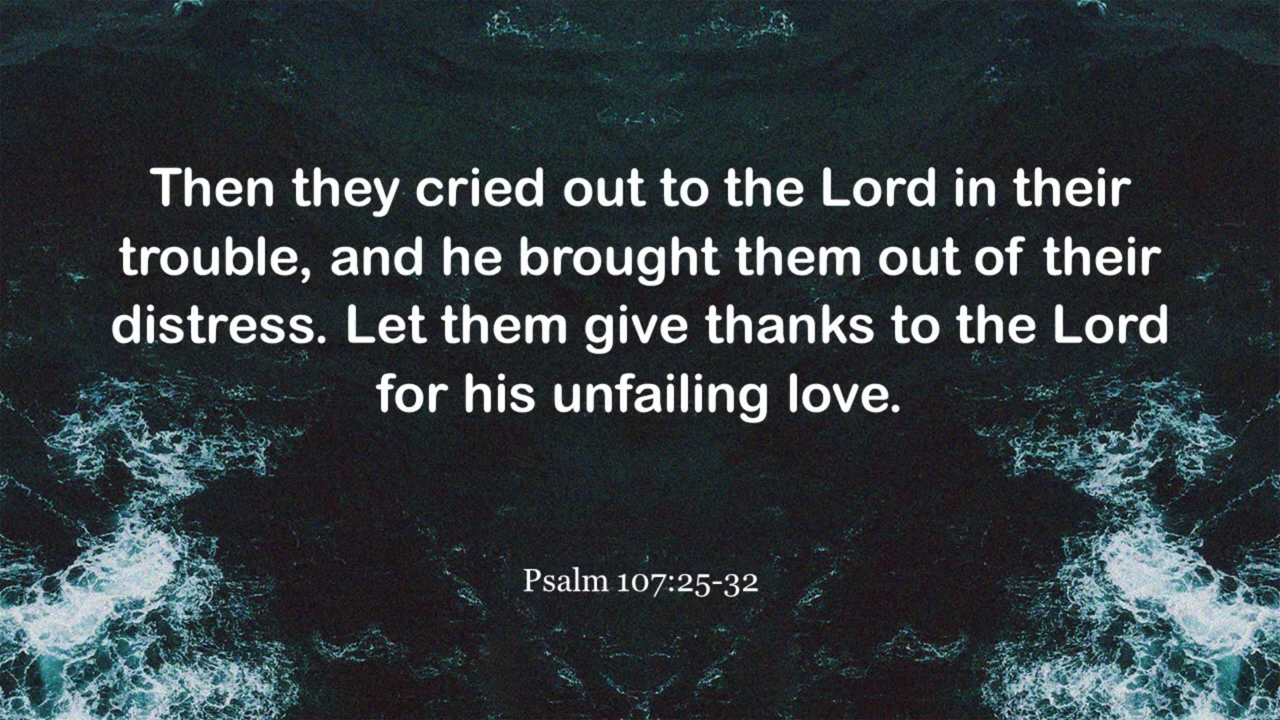 Then they cried out to the Lord in their
trouble, and he brought them out of their
distress. Let them give thanks to the Lord
for his unfailing love.
Psalm 107:25-32